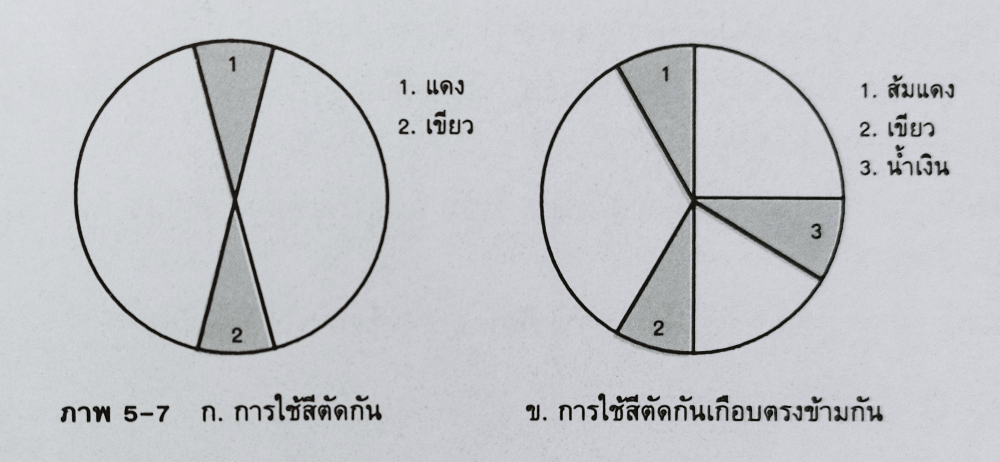 1
1. แดง
2. เขียว
2
1
1. ส้มแดง
2. เขียว
3. น้ำเงิน
3
2
ภาพ 5-7 ก. การใช้สีตัดกัน
ข. การใช้สีตัดกันเกือบตรงข้ามกัน